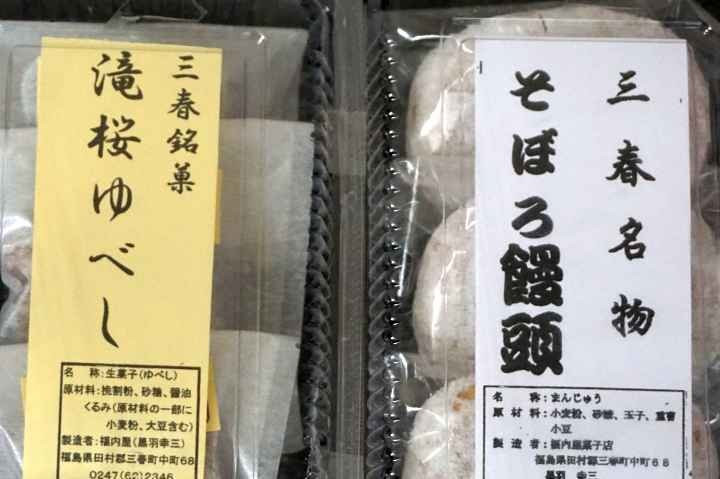 三春銘菓
滝桜ゆべし
名　称：生菓子（ゆべし）
原材料：挽割粉、砂糖、醤油
くるみ（原材料の一部に
小麦粉、大豆含む）
製造者：福内屋（黒羽幸三）
福島県田村郡三春町中町68
0247(62)2346
三春名物
そぼろ饅頭
名　　称：まんじゅう
原 材 料：小麦粉、砂糖、玉子、重曹
小豆
製 造 者：福内屋菓子店
福島県田村郡三春町中町６８
黒羽　幸三